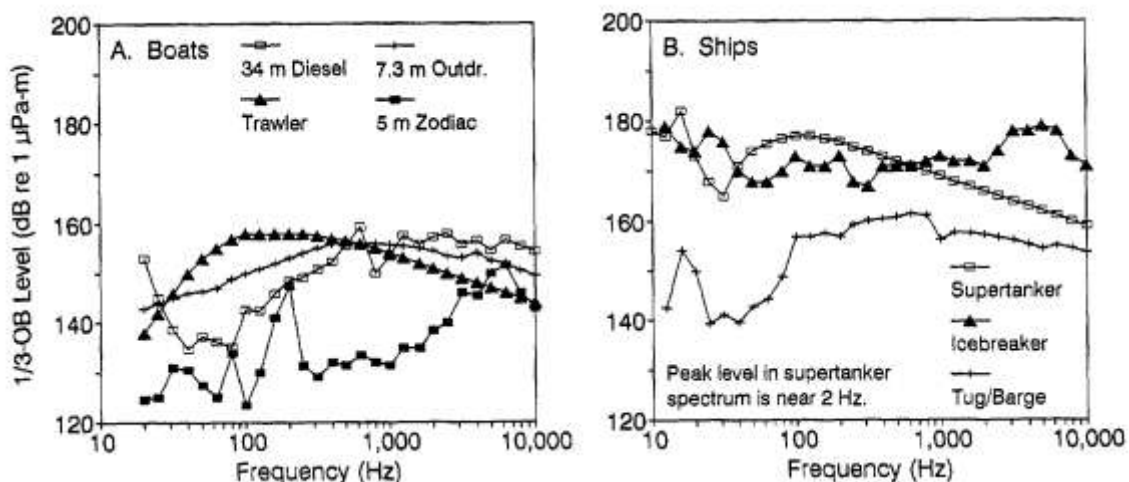 1/3-OB Level (dB re 1 µPa-m)
200
180
160
140
120
A. Boats
34 m Diesel
7.3 m Outdr.
Trawler
5 m Zodiac
10
100
1,000
10,000
Frequency (Hz)
200
180
160
140
120
B. Ships
Supertanker
Icebreaker
Tug/Barge
Peak level in supertanker
spectrum is near 2 Hz.
10
100
1,000
10,000
Frequency (Hz)